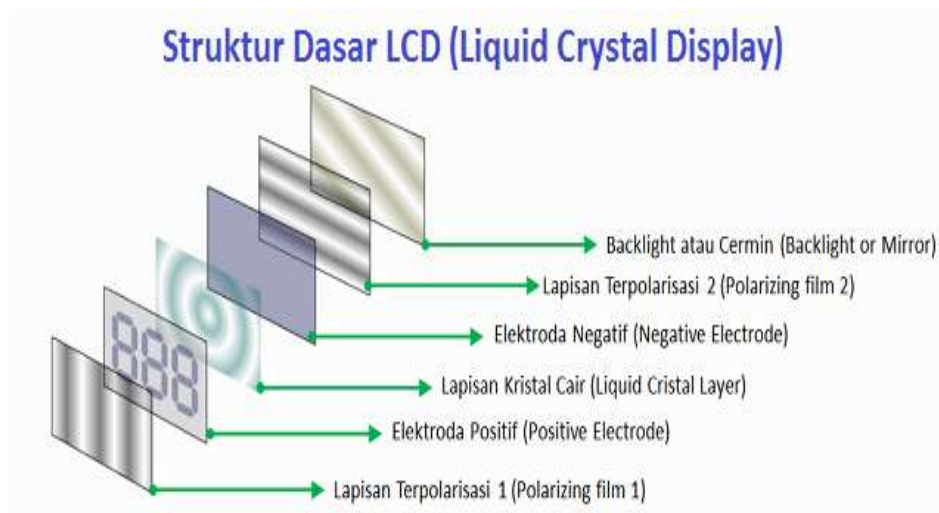 Struktur Dasar LCD (Liquid Crystal Display)
Backlight atau Cermin (Backlight or Mirror)
Lapisan Terpolarisasi 2 (Polarizing film 2)
Elektroda Negatif (Negative Electrode)
Lapisan Kristal Cair (Liquid Cristal Layer)
888
Elektroda Positif (Positive Electrode)
Lapisan Terpolarisasi 1 (Polarizing film 1)